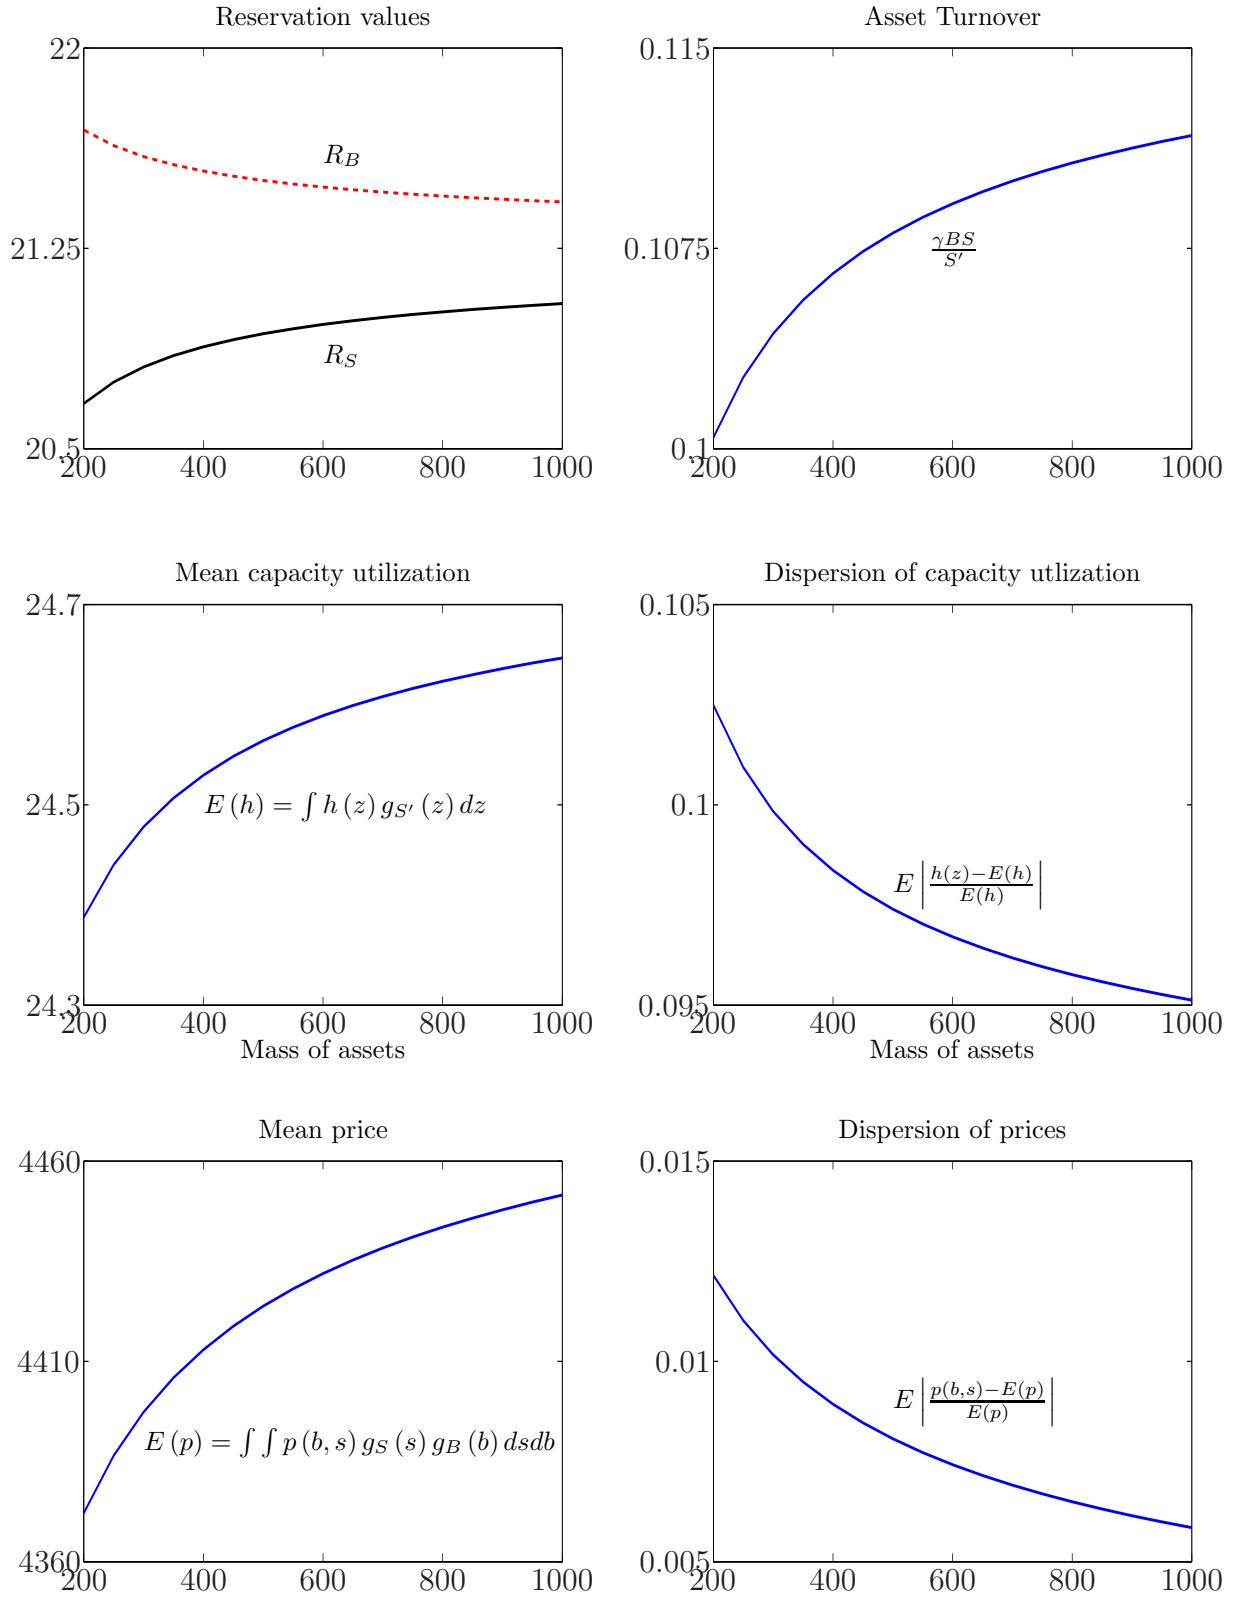 Reservation values
22
21.25
20.5
200 400 600 800 1000
R_B
R_S
Asset Turnover
0.115
0.1075
0.1
200 400 600 800 1000
γBS/S′
Mean capacity utilization
24.7
24.5
24.3
200 400 600 800 1000
E (h) = ∫ h (z) g_{S′} (z) dz
Mass of assets
Dispersion of capacity utlization
0.105
0.1
0.095
200 400 600 800 1000
E |h(z)−E(h)/E(h)|
Mass of assets
Mean price
4460
4410
4360
200 400 600 800 1000
E (p) = ∫ ∫ p (b, s) g_S (s) g_B (b) dsdb
Dispersion of prices
0.015
0.01
0.005
200 400 600 800 1000
E |p(b,s)−E(p)/E(p)|